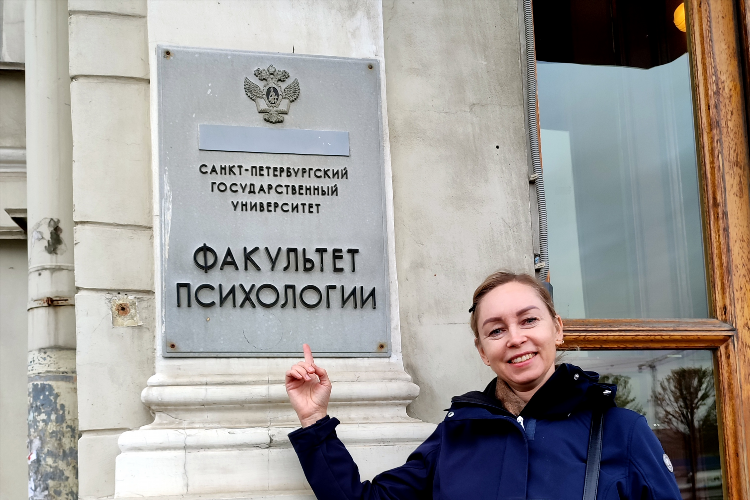 САНКТ-ПЕТЕРБУРГСКИЙ
ГОСУДАРСТВЕННЫЙ
УНИВЕРСИТЕТ
ФАКУЛЬТЕТ
ПСИХОЛОГИИ